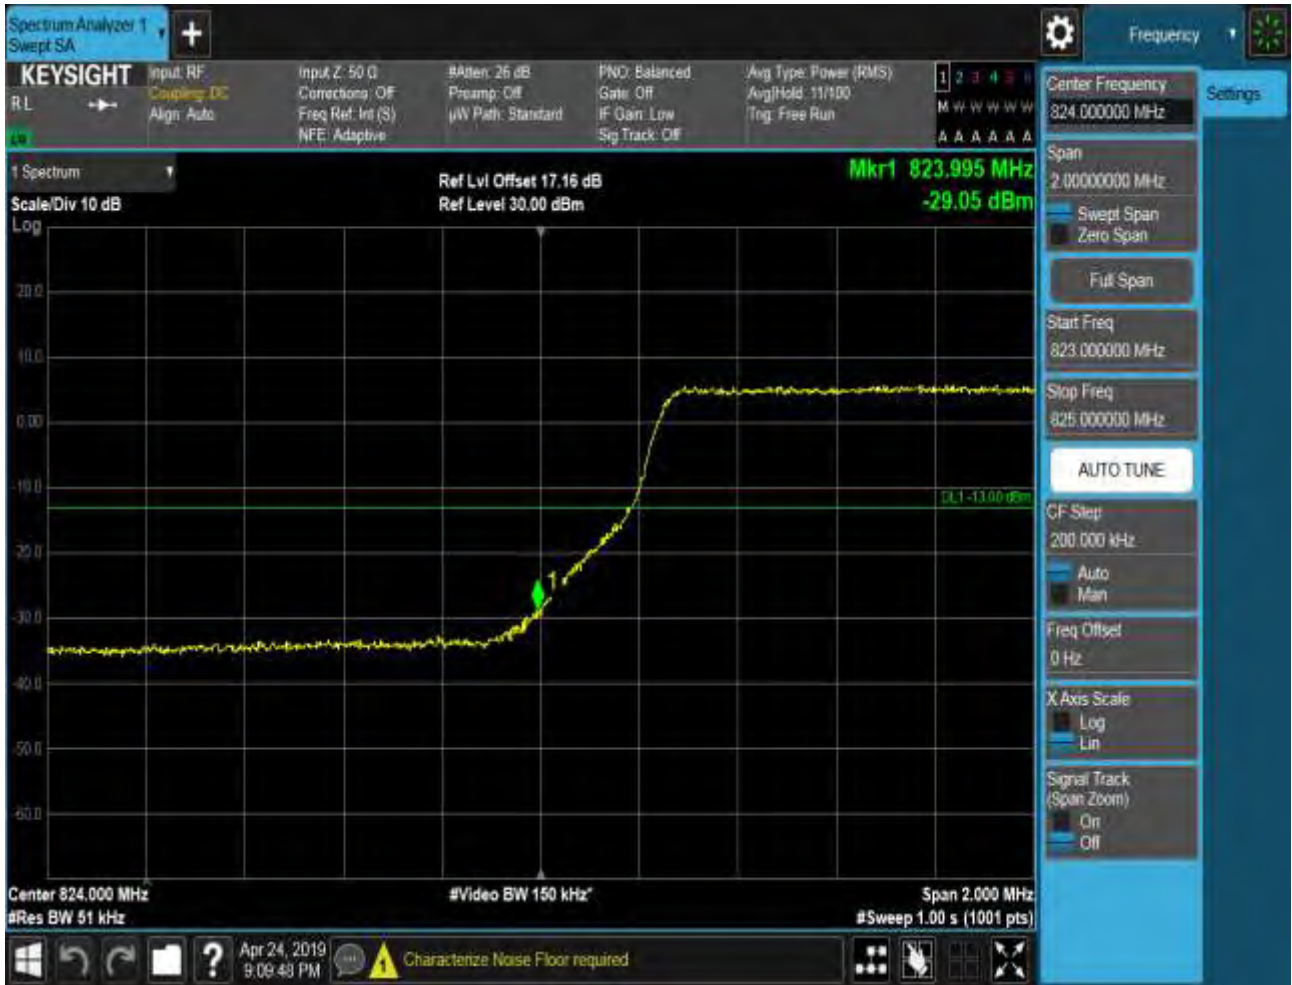 Spectrum Analyzer 1
Swept SA
+
Frequency
KEYSIGHT
RL
Input: RF
Coupling: DC
Align: Auto
Input Z: 50 Ω
Corrections: Off
Freq Ref: Int (S)
NFE: Adaptive
#Atten: 26 dB
Preamp: Off
µW Path: Standard
PNO: Balanced
Gate: Off
IF Gain: Low
Sig Track: Off
Avg Type: Power (RMS)
Avg|Hold: 11/100
Trig: Free Run
1 2 3 4 5 6
M W W W W W
A A A A A A
1 Spectrum
Scale/Div 10 dB
Log
Ref Lvl Offset 17.16 dB
Ref Level 30.00 dBm
Mkr1 823.995 MHz
-29.05 dBm
20.0
10.0
0.00
-10.0
DL1 -13.00 dBm
-20.0
1
-30.0
-40.0
-50.0
-60.0
Center 824.000 MHz
#Res BW 51 kHz
#Video BW 150 kHz*
Span 2.000 MHz
#Sweep 1.00 s (1001 pts)
Center Frequency
824.000000 MHz
Settings
Span
2.00000000 MHz
Swept Span
Zero Span
Full Span
Start Freq
823.000000 MHz
Stop Freq
825.000000 MHz
AUTO TUNE
CF Step
200.000 kHz
Auto
Man
Freq Offset
0 Hz
X Axis Scale
Log
Lin
Signal Track
(Span Zoom)
On
Off
?
Apr 24, 2019
9:09:48 PM
1
Characterize Noise Floor required